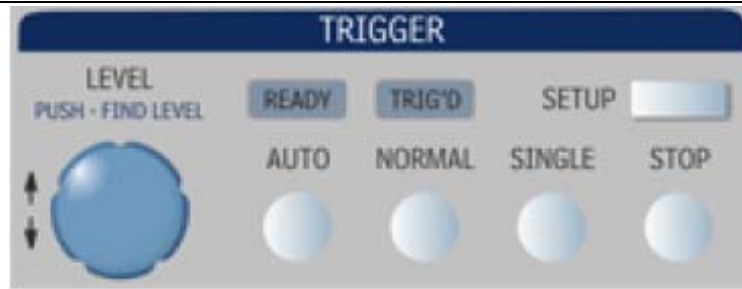 TRIGGER
LEVEL
PUSH - FIND LEVEL
READY TRIG'D SETUP
AUTO NORMAL SINGLE STOP